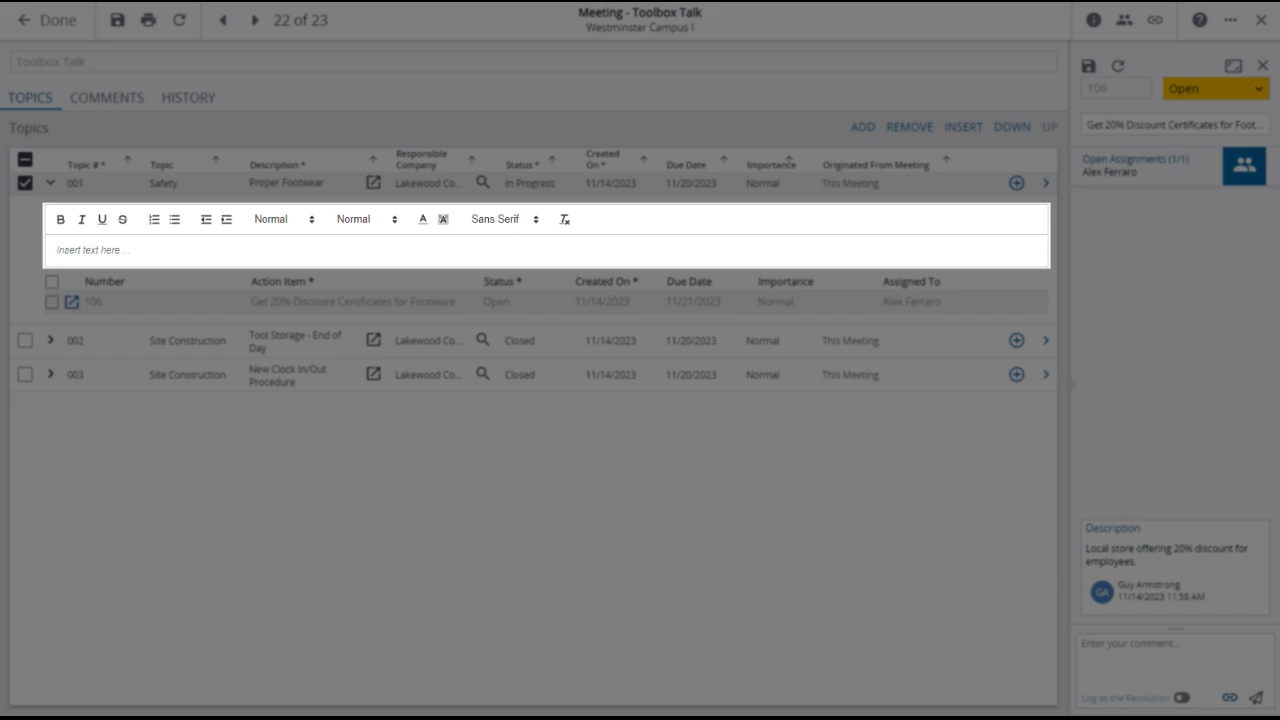 Done
22 of 23
Meeting - Toolbox Talk
Westminster Campus I
Toolbox Talk
TOPICS COMMENTS HISTORY
Topics
ADD REMOVE INSERT DOWN UP
Topic # * Topic Description * Responsible Company Status * Created On * Due Date Importance Originated From Meeting
001 Safety Proper Footwear Lakewood Co... In Progress 11/14/2023 11/20/2023 Normal This Meeting
B I U S Normal Normal A A Sans Serif Tx
Insert text here ...
Number Action Item * Status * Created On * Due Date Importance Assigned To
106 Get 20% Discount Certificates for Footware Open 11/14/2023 11/21/2023 Normal Alex Ferraro
002 Site Construction Tool Storage - End of Day Lakewood Co... Closed 11/14/2023 11/20/2023 Normal This Meeting
003 Site Construction New Clock In/Out Procedure Lakewood Co... Closed 11/14/2023 11/20/2023 Normal This Meeting
106 Open
Get 20% Discount Certificates for Foot...
Open Assignments (1/1)
Alex Ferraro
Description
Local store offering 20% discount for
employees.
GA Guy Armstrong
11/14/2023 11:58 AM
Enter your comment...
Log as the Resolution